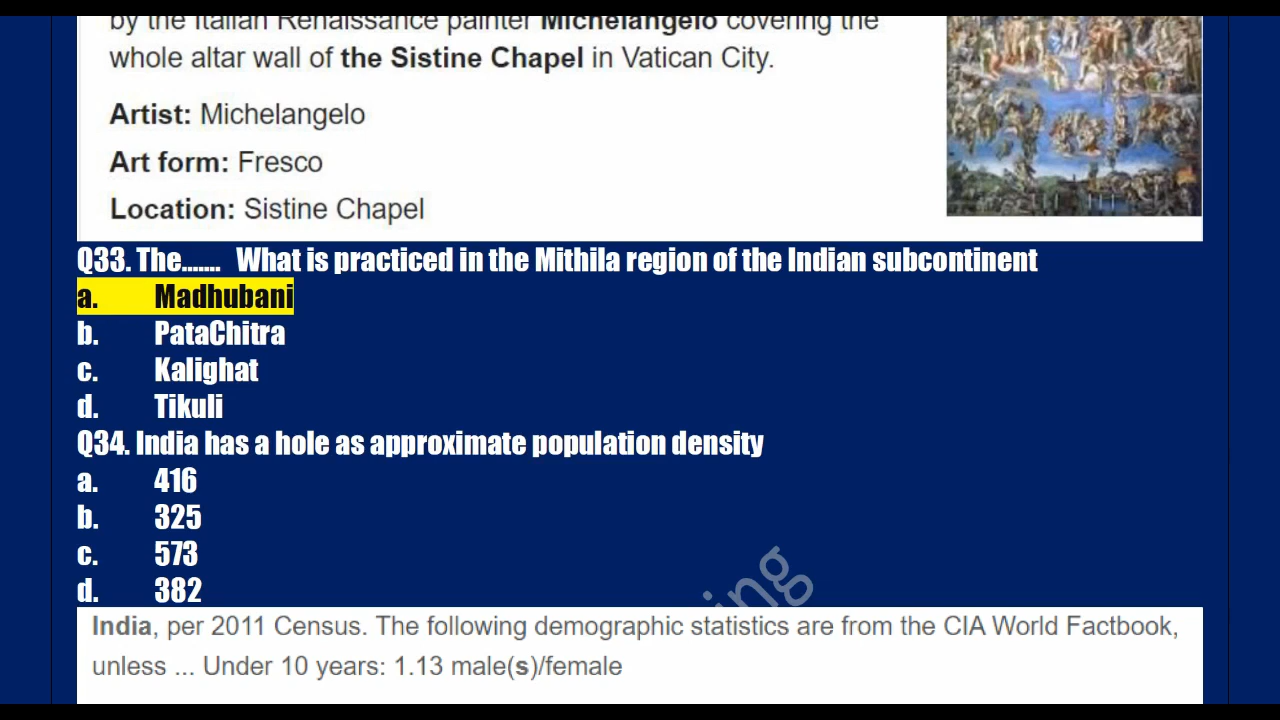 by the Italian Renaissance painter Michelangelo covering the
whole altar wall of the Sistine Chapel in Vatican City.
Artist: Michelangelo
Art form: Fresco
Location: Sistine Chapel
Q33. The....... What is practiced in the Mithila region of the Indian subcontinent
a. Madhubani
b. PataChitra
c. Kalighat
d. Tikuli
Q34. India has a hole as approximate population density
a. 416
b. 325
c. 573
d. 382
ing
India, per 2011 Census. The following demographic statistics are from the CIA World Factbook,
unless ... Under 10 years: 1.13 male(s)/female